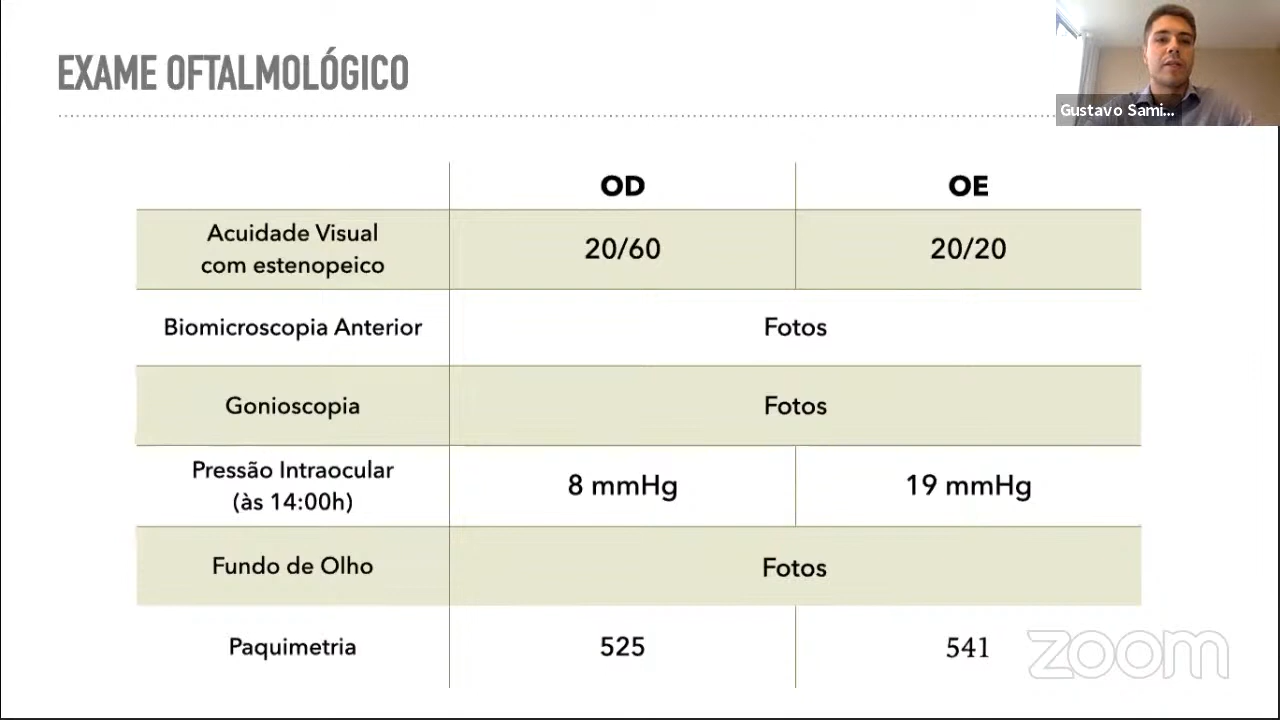 EXAME OFTALMOLÓGICO
Gustavo Sami...
OD OE
Acuidade Visual
com estenopeico
20/60 20/20
Biomicroscopia Anterior Fotos
Gonioscopia Fotos
Pressão Intraocular
(às 14:00h)
8 mmHg 19 mmHg
Fundo de Olho Fotos
Paquimetria 525 541
zoom